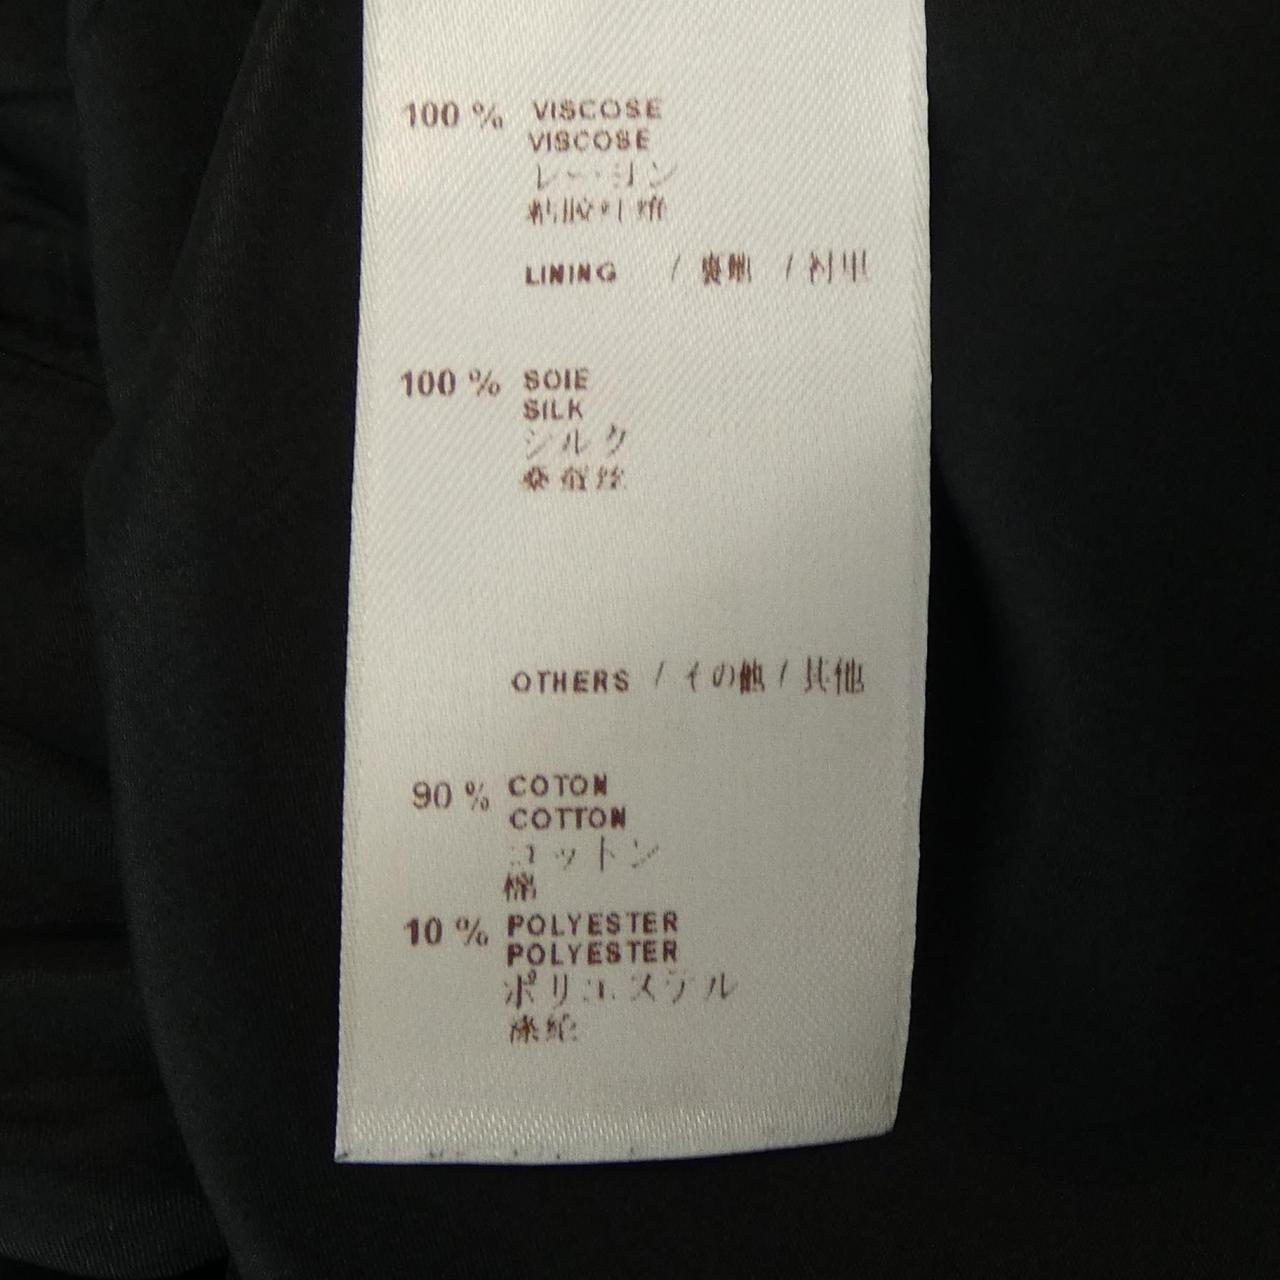 100 % VISCOSE
VISCOSE
レーヨン
粘胶纤维
LINING / 裏地 / 衬里
100 % SOIE
SILK
シルク
桑蚕丝
OTHERS / その他 / 其他
90 % COTON
COTTON
コットン
棉
10 % POLYESTER
POLYESTER
ポリエステル
涤纶